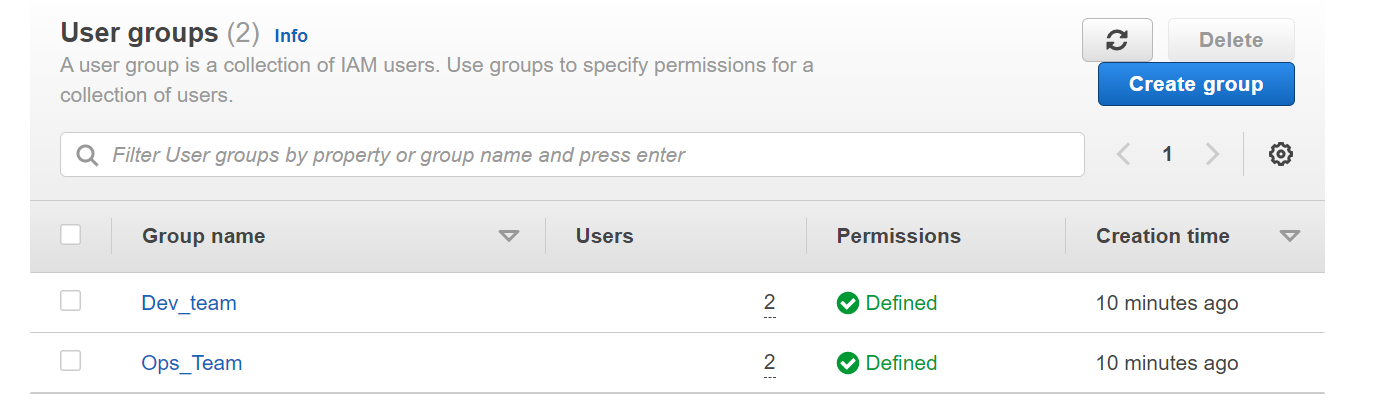 User groups (2) Info
Delete
A user group is a collection of IAM users. Use groups to specify permissions for a
collection of users.
Create group
Filter User groups by property or group name and press enter
1
Group name Users Permissions Creation time
Dev_team 2 Defined 10 minutes ago
Ops_Team 2 Defined 10 minutes ago